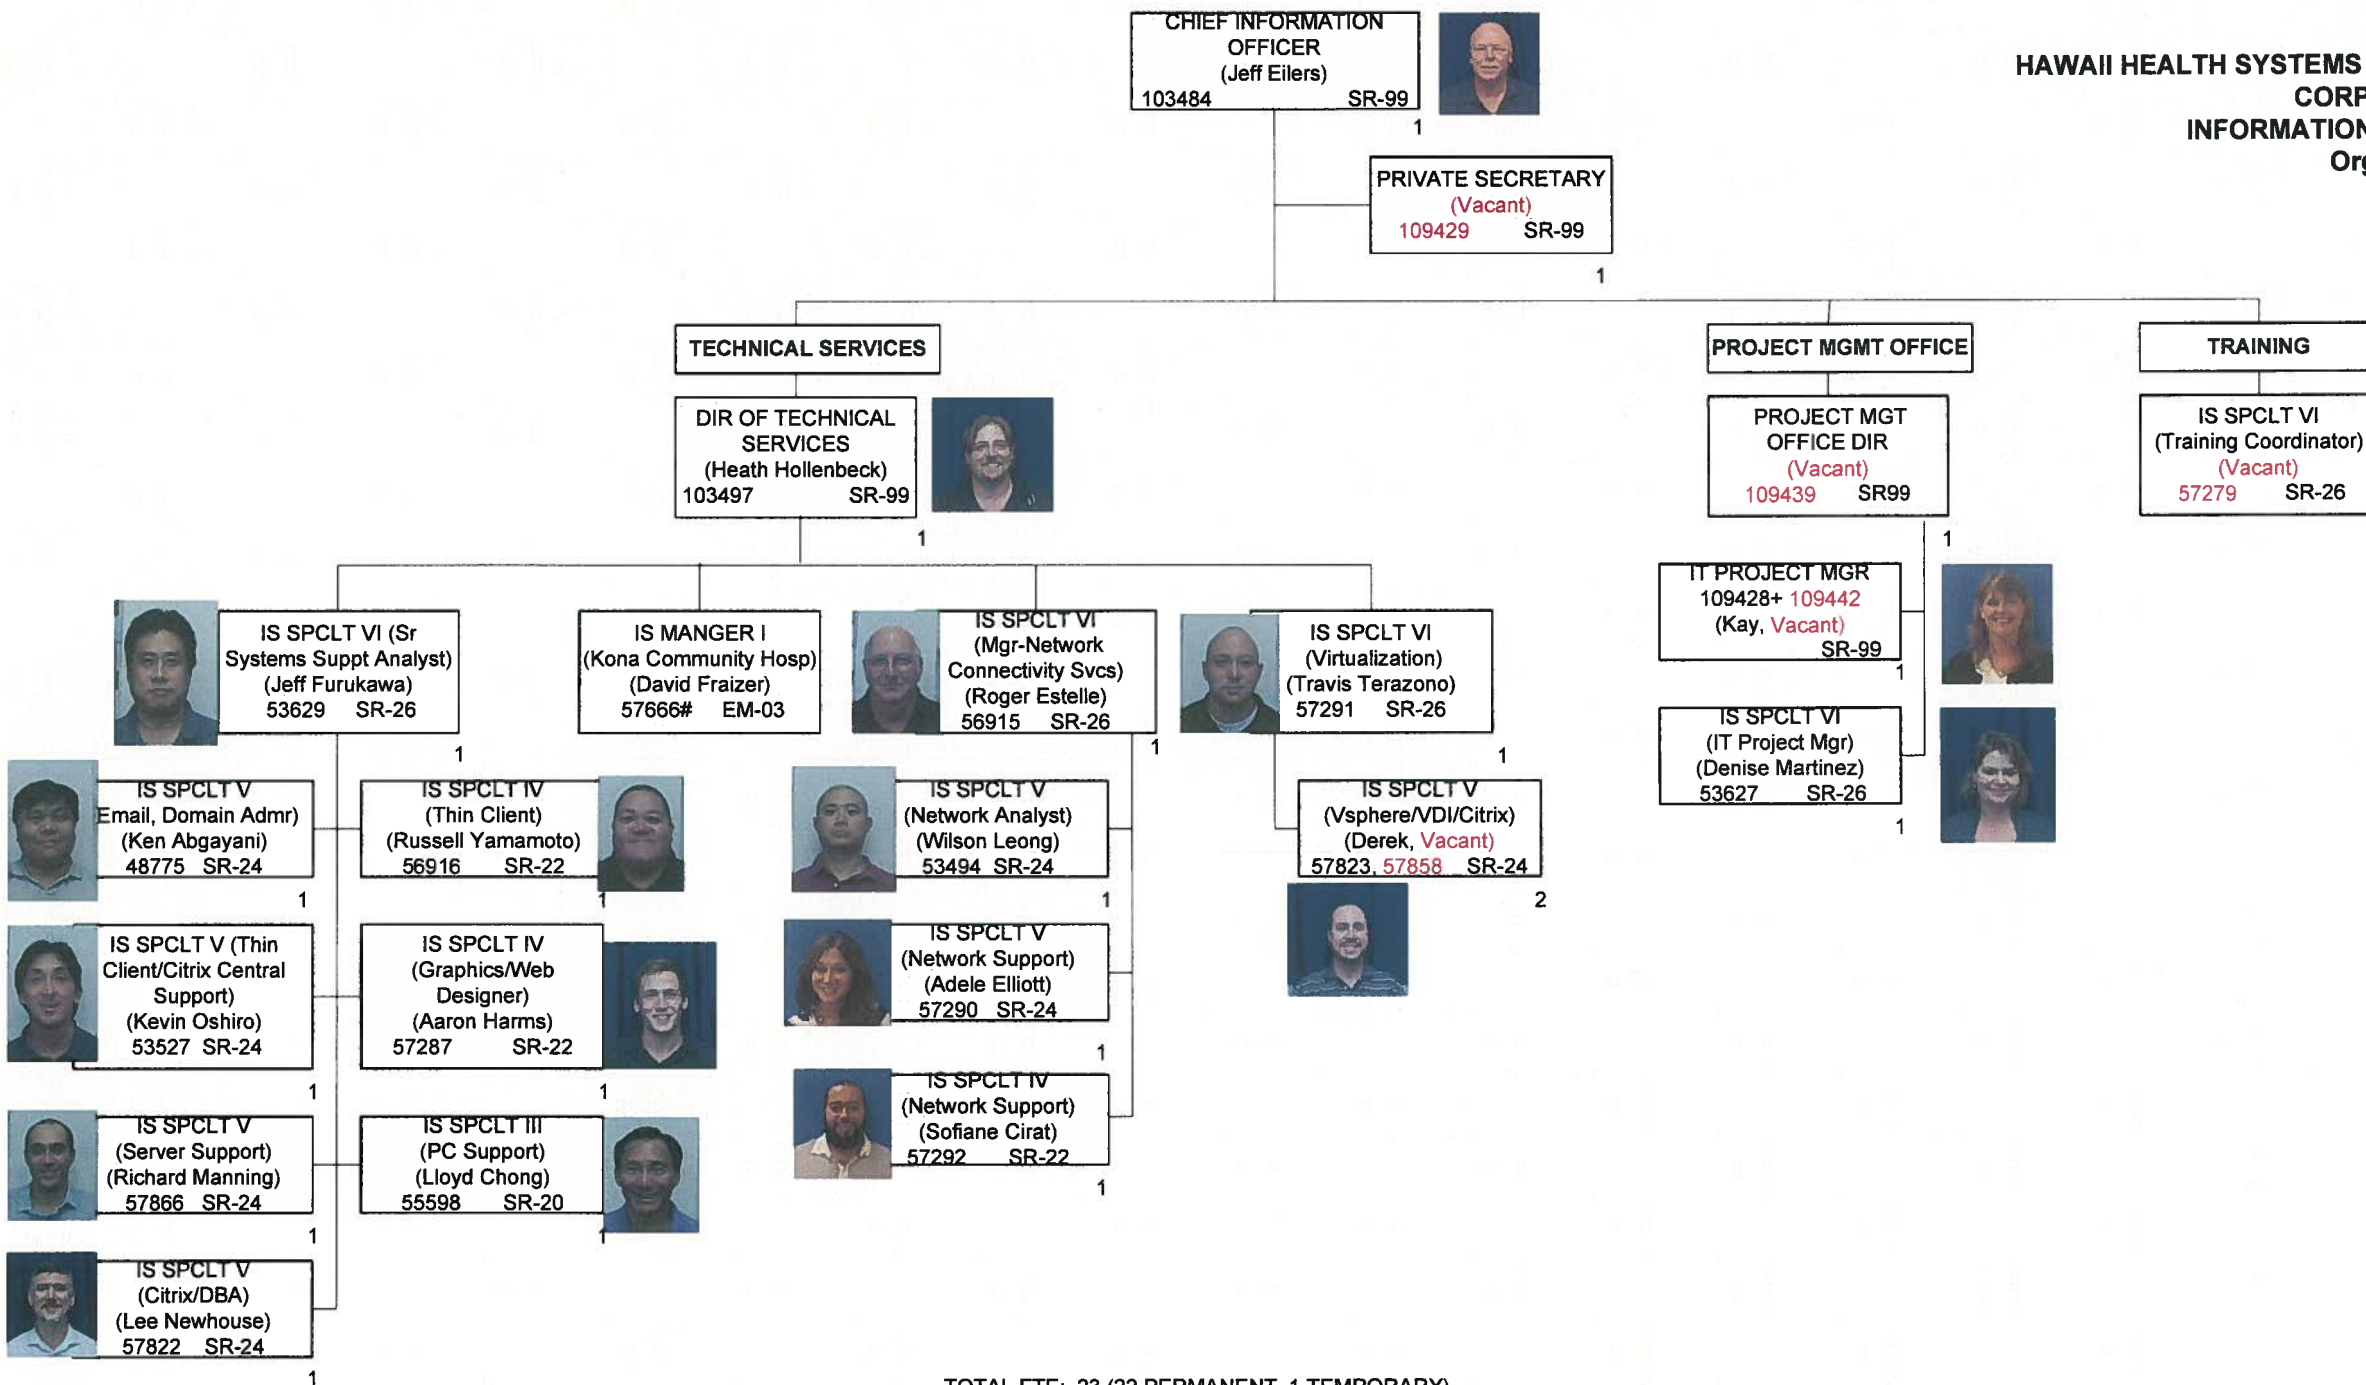 CHIEF INFORMATION
OFFICER
(Jeff Eilers)
103484 SR-99
1
HAWAII HEALTH SYSTEMS
CORP
INFORMATION
Org
PRIVATE SECRETARY
(Vacant)
109429 SR-99
1
TECHNICAL SERVICES
PROJECT MGMT OFFICE
TRAINING
DIR OF TECHNICAL
SERVICES
(Heath Hollenbeck)
103497 SR-99
1
PROJECT MGT
OFFICE DIR
(Vacant)
109439 SR99
1
IS SPCLT VI
(Training Coordinator)
(Vacant)
57279 SR-26
IS SPCLT VI (Sr
Systems Suppt Analyst)
(Jeff Furukawa)
53629 SR-26
1
IS MANGER I
(Kona Community Hosp)
(David Fraizer)
57666# EM-03
IS SPCLT VI
(Mgr-Network
Connectivity Svcs)
(Roger Estelle)
56915 SR-26
1
IS SPCLT VI
(Virtualization)
(Travis Terazono)
57291 SR-26
1
IT PROJECT MGR
109428+ 109442
(Kay, Vacant)
SR-99
1
IS SPCLT VI
(IT Project Mgr)
(Denise Martinez)
53627 SR-26
1
IS SPCLT V
Email, Domain Admr)
(Ken Abgayani)
48775 SR-24
1
IS SPCLT IV
(Thin Client)
(Russell Yamamoto)
56916 SR-22
1
IS SPCLT V
(Network Analyst)
(Wilson Leong)
53494 SR-24
1
IS SPCLT V
(Vsphere/VDI/Citrix)
(Derek, Vacant)
57823, 57858 SR-24
2
IS SPCLT V (Thin
Client/Citrix Central
Support)
(Kevin Oshiro)
53527 SR-24
1
IS SPCLT IV
(Graphics/Web
Designer)
(Aaron Harms)
57287 SR-22
1
IS SPCLT V
(Network Support)
(Adele Elliott)
57290 SR-24
1
IS SPCLT IV
(Network Support)
(Sofiane Cirat)
57292 SR-22
1
IS SPCLT V
(Server Support)
(Richard Manning)
57866 SR-24
1
IS SPCLT III
(PC Support)
(Lloyd Chong)
55598 SR-20
1
IS SPCLT V
(Citrix/DBA)
(Lee Newhouse)
57822 SR-24
1
TOTAL FTE: 23 (22 PERMANENT, 1 TEMPORARY)